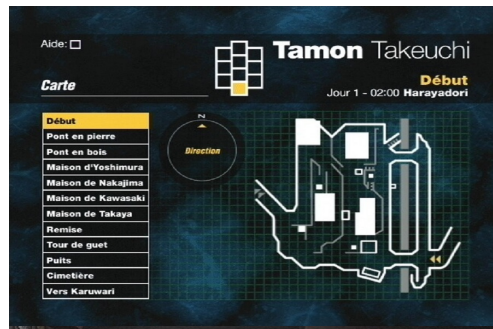 Aide:
Tamon Takeuchi
Début
Carte
Jour 1 - 02:00 Harayadori
Début
Pont en pierre
Pont en bois
Maison d'Yoshimura
Maison de Nakajima
Maison de Kawasaki
Maison de Takaya
Remise
Tour de guet
Puits
Cimetière
Vers Karuwari
N
Direction